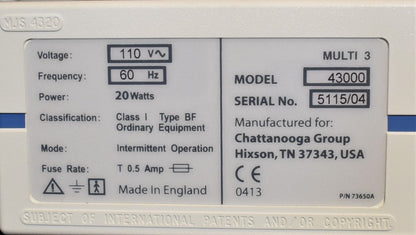 MJS 4320
Voltage: 110 V∿
MULTI 3
Frequency: 60 Hz
MODEL 43000
Power: 20 Watts
SERIAL No. 5115/04
Classification: Class I Type BF
Ordinary Equipment
Manufactured for:
Chattanooga Group
Hixson, TN 37343, USA
Mode: Intermittent Operation
Fuse Rate: T 0.5 Amp
CE
0413
Made in England
P/N 73650A
SUBJECT OF INTERNATIONAL PATENTS AND/OR COPYRIGHT